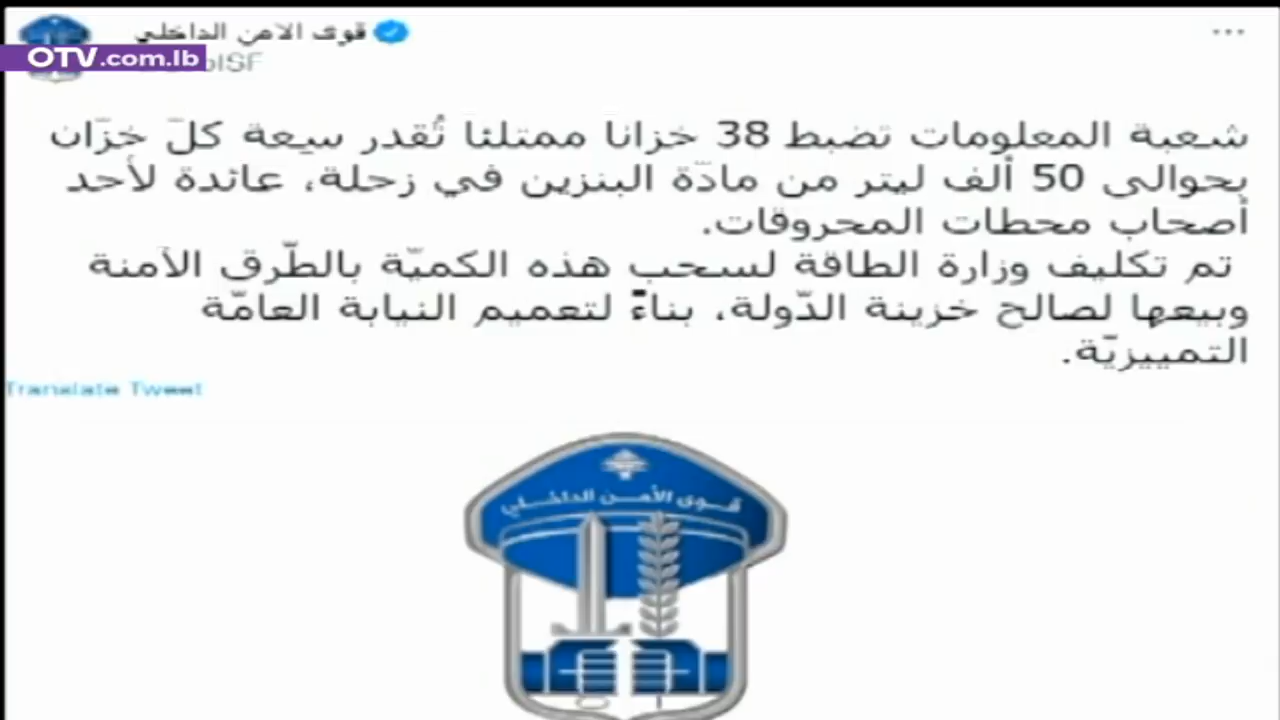 قوى الامن الداخلي
OTV.com.lb
شعبة المعلومات تضبط 38 خزاناً ممتلئا تُقدر سِعة كلّ خزّان
بحوالى 50 ألف ليتر من مادّة البنزين في زحلة، عائدة لأحد
أصحاب محطات المحروقات.
تم تكليف وزارة الطاقة لسحب هذه الكميّة بالطّرق الآمنة
وبيعها لصالح خزينة الدّولة، بناءً لتعميم النيابة العامّة
التمييزيّة.
Translate Tweet
قوى الأمن الداخلي